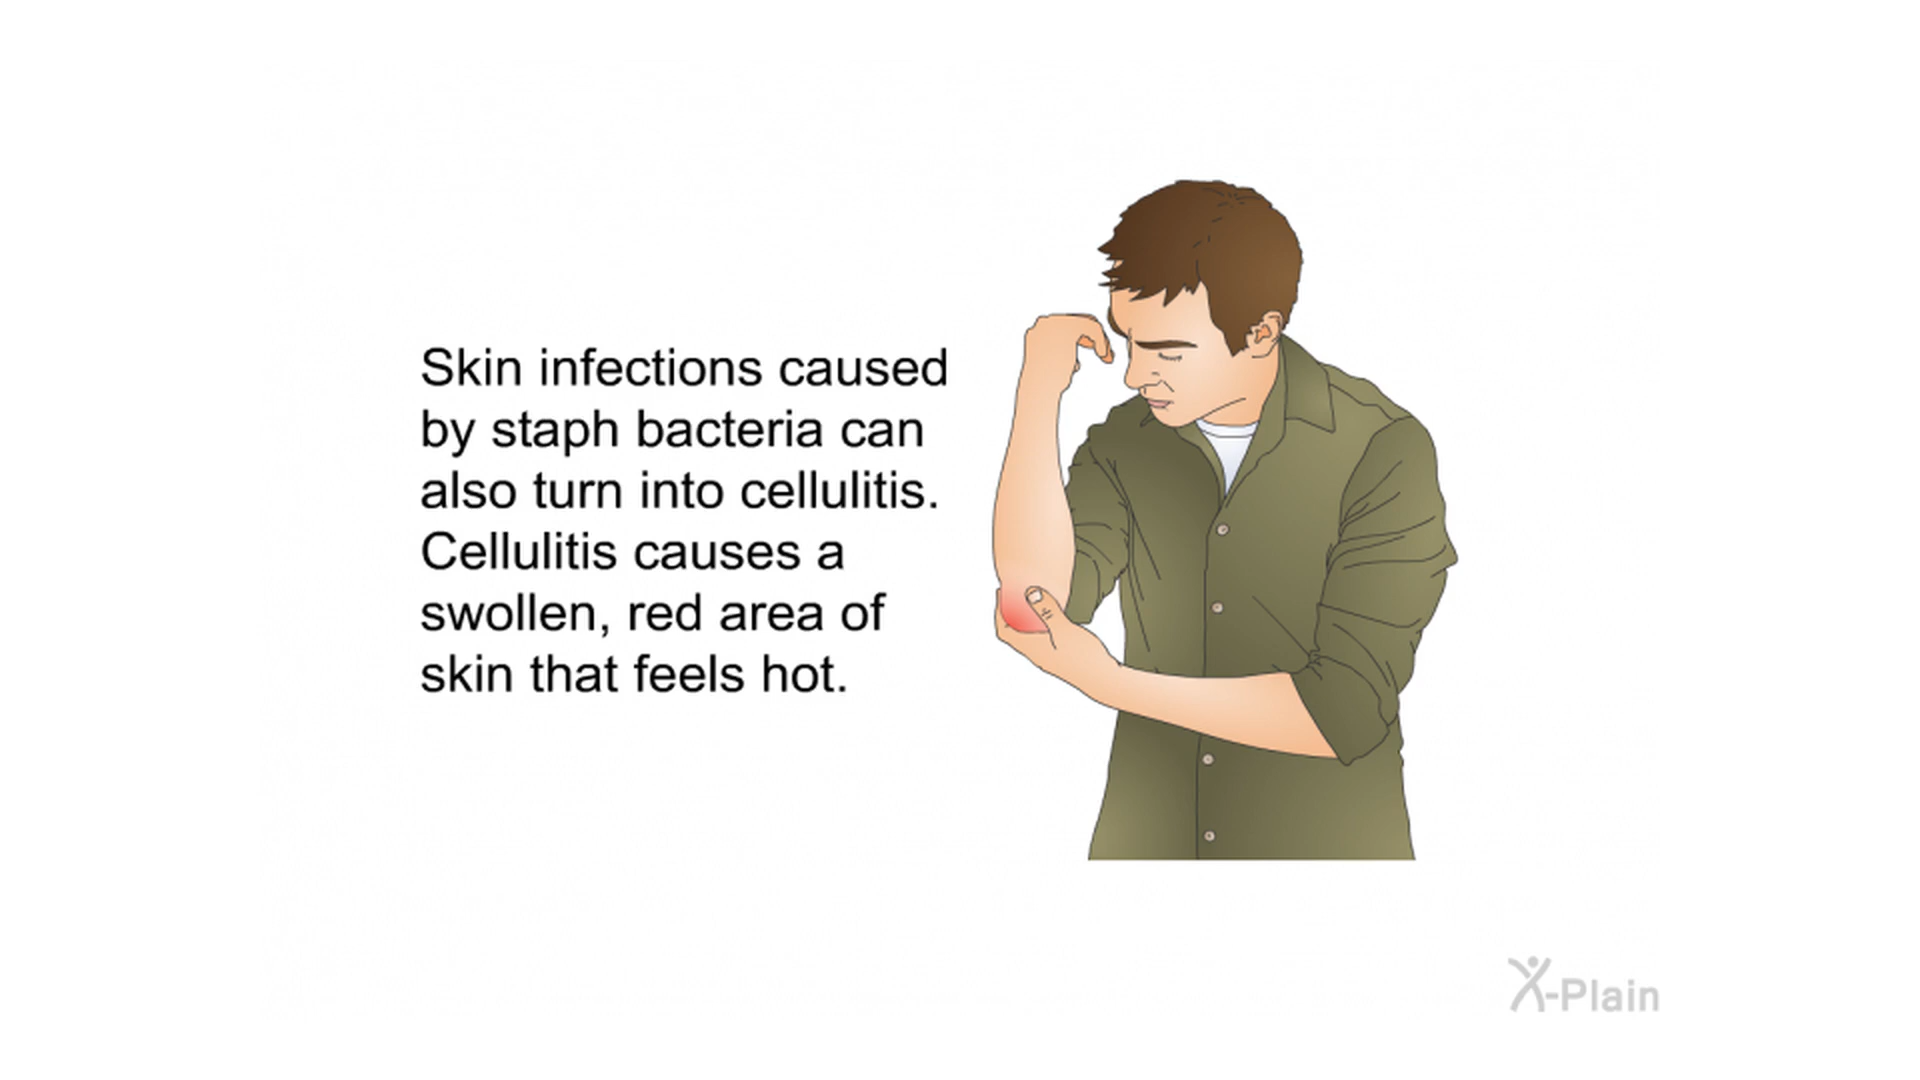 Skin infections caused
by staph bacteria can
also turn into cellulitis.
Cellulitis causes a
swollen, red area of
skin that feels hot.
X-Plain